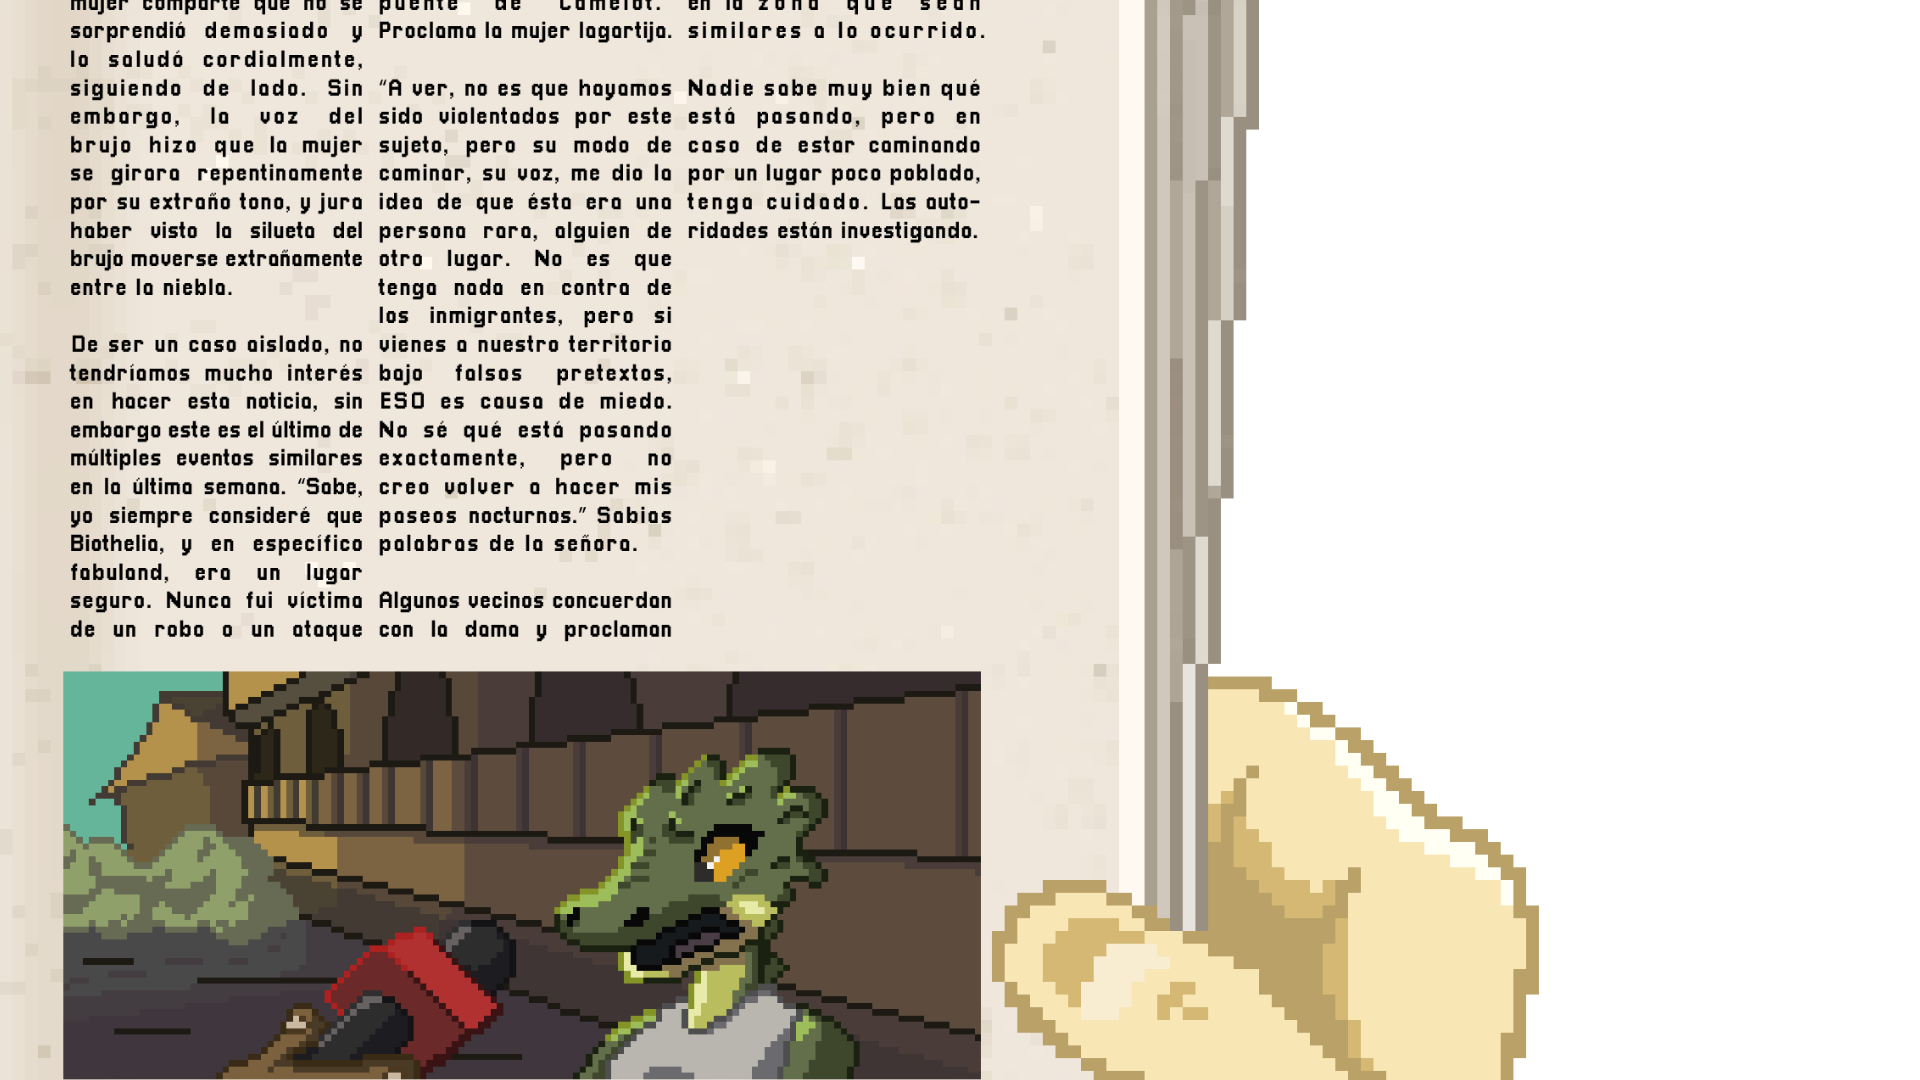 mujer comparte que no se
sorprendió demasiado y
lo saludó cordialmente,
siguiendo de lado. Sin
embargo, la voz del
brujo hizo que la mujer
se girara repentinamente
por su extraño tono, y jura
haber visto la silueta del
brujo moverse extrañamente
entre la niebla.
De ser un caso aislado, no
tendríamos mucho interés
en hacer esta noticia, sin
embargo este es el último de
múltiples eventos similares
en la última semana. “Sabe,
yo siempre consideré que
Biothelia, y en específico
fabuland, era un lugar
seguro. Nunca fui víctima
de un robo o un ataque
puente de Camelot.”
Proclama la mujer lagartija.
“A ver, no es que hayamos
sido violentados por este
sujeto, pero su modo de
caminar, su voz, me dio la
idea de que ésta era una
persona rara, alguien de
otro lugar. No es que
tenga nada en contra de
los inmigrantes, pero si
vienes a nuestro territorio
bajo falsos pretextos,
ESO es causa de miedo.
No sé qué está pasando
exactamente, pero no
creo volver a hacer mis
paseos nocturnos.” Sabias
palabras de la señora.
Algunos vecinos concuerdan
con la dama y proclaman
en la zona que sean
similares a lo ocurrido.
Nadie sabe muy bien qué
está pasando, pero en
caso de estar caminando
por un lugar poco poblado,
tenga cuidado. Las auto-
ridades están investigando.